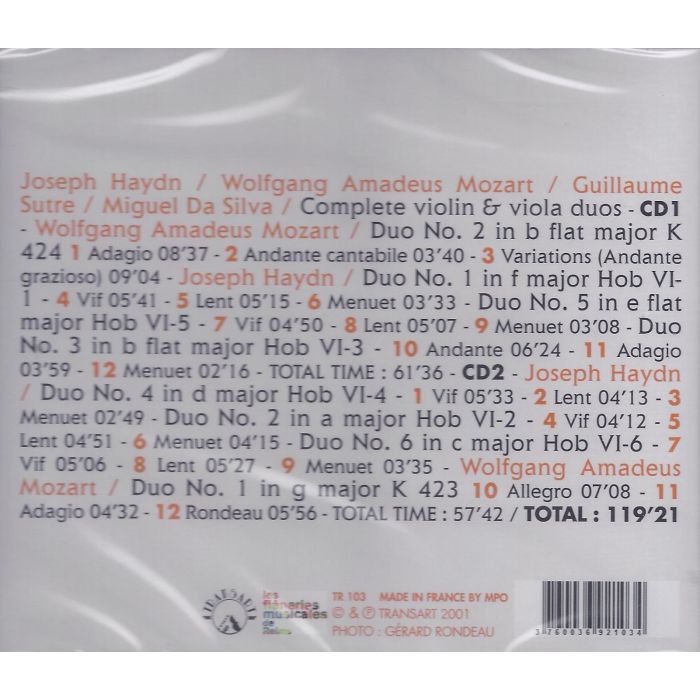 Joseph Haydn / Wolfgang Amadeus Mozart / Guillaume
Sutre / Miguel Da Silva / Complete violin & viola duos - CD1
- Wolfgang Amadeus Mozart / Duo No. 2 in b flat major K
424 1 Adagio 08'37 - 2 Andante cantabile 03'40 - 3 Variations (Andante
grazioso) 09'04 - Joseph Haydn / Duo No. 1 in f major Hob VI-
1 - 4 Vif 05'41 - 5 Lent 05'15 - 6 Menuet 03'33 - Duo No. 5 in e flat
major Hob VI-5 - 7 Vif 04'50 - 8 Lent 05'07 - 9 Menuet 03'08 - Duo
No. 3 in b flat major Hob VI-3 - 10 Andante 06'24 - 11 Adagio
03'59 - 12 Menuet 02'16 - TOTAL TIME : 61'36 - CD2 - Joseph Haydn
/ Duo No. 4 in d major Hob VI-4 - 1 Vif 05'33 - 2 Lent 04'13 - 3
Menuet 02'49 - Duo No. 2 in a major Hob VI-2 - 4 Vif 04'12 - 5
Lent 04'51 - 6 Menuet 04'15 - Duo No. 6 in c major Hob VI-6 - 7
Vif 05'06 - 8 Lent 05'27 - 9 Menuet 03'35 - Wolfgang Amadeus
Mozart / Duo No. 1 in g major K 423 10 Allegro 07'08 - 11
Adagio 04'32 - 12 Rondeau 05'56 - TOTAL TIME : 57'42 / TOTAL : 119'21
TRANSART
les
flâneries
musicales
de
Reims
TR 103 MADE IN FRANCE BY MPO
© & ℗ TRANSART 2001
PHOTO : GÉRARD RONDEAU
3 760036 921034